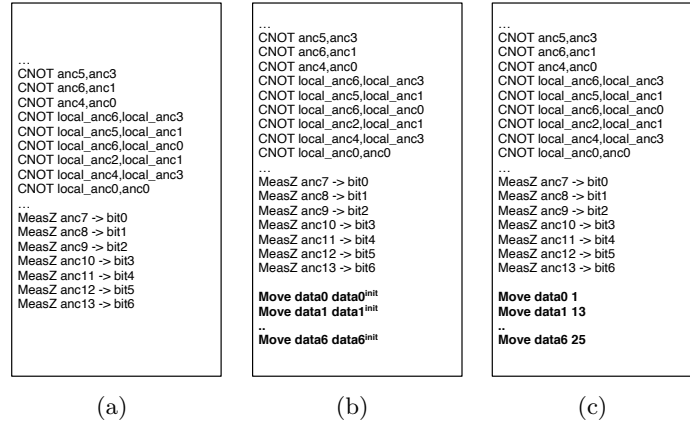 ...
CNOT anc5,anc3
CNOT anc6,anc1
CNOT anc4,anc0
CNOT local_anc6,local_anc3
CNOT local_anc5,local_anc1
CNOT local_anc6,local_anc0
CNOT local_anc2,local_anc1
CNOT local_anc4,local_anc3
CNOT local_anc0,anc0
...
MeasZ anc7 -> bit0
MeasZ anc8 -> bit1
MeasZ anc9 -> bit2
MeasZ anc10 -> bit3
MeasZ anc11 -> bit4
MeasZ anc12 -> bit5
MeasZ anc13 -> bit6
(a)
...
CNOT anc5,anc3
CNOT anc6,anc1
CNOT anc4,anc0
CNOT local_anc6,local_anc3
CNOT local_anc5,local_anc1
CNOT local_anc6,local_anc0
CNOT local_anc2,local_anc1
CNOT local_anc4,local_anc3
CNOT local_anc0,anc0
...
MeasZ anc7 -> bit0
MeasZ anc8 -> bit1
MeasZ anc9 -> bit2
MeasZ anc10 -> bit3
MeasZ anc11 -> bit4
MeasZ anc12 -> bit5
MeasZ anc13 -> bit6
Move data0 data0^init
Move data1 data1^init
..
Move data6 data6^init
(b)
...
CNOT anc5,anc3
CNOT anc6,anc1
CNOT anc4,anc0
CNOT local_anc6,local_anc3
CNOT local_anc5,local_anc1
CNOT local_anc6,local_anc0
CNOT local_anc2,local_anc1
CNOT local_anc4,local_anc3
CNOT local_anc0,anc0
...
MeasZ anc7 -> bit0
MeasZ anc8 -> bit1
MeasZ anc9 -> bit2
MeasZ anc10 -> bit3
MeasZ anc11 -> bit4
MeasZ anc12 -> bit5
MeasZ anc13 -> bit6
Move data0 1
Move data1 13
..
Move data6 25
(c)